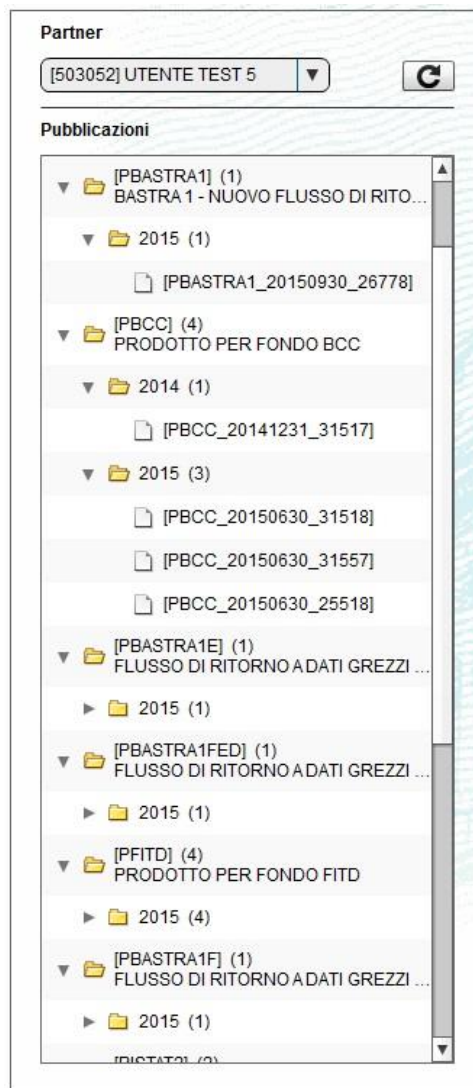 Partner
[503052] UTENTE TEST 5
Pubblicazioni
[PBASTRA1] (1)
BASTRA 1 - NUOVO FLUSSO DI RITO...
2015 (1)
[PBASTRA1_20150930_26778]
[PBCC] (4)
PRODOTTO PER FONDO BCC
2014 (1)
[PBCC_20141231_31517]
2015 (3)
[PBCC_20150630_31518]
[PBCC_20150630_31557]
[PBCC_20150630_25518]
[PBASTRA1E] (1)
FLUSSO DI RITORNO A DATI GREZZI ...
2015 (1)
[PBASTRA1FED] (1)
FLUSSO DI RITORNO A DATI GREZZI ...
2015 (1)
[PFITD] (4)
PRODOTTO PER FONDO FITD
2015 (4)
[PBASTRA1F] (1)
FLUSSO DI RITORNO A DATI GREZZI ...
2015 (1)